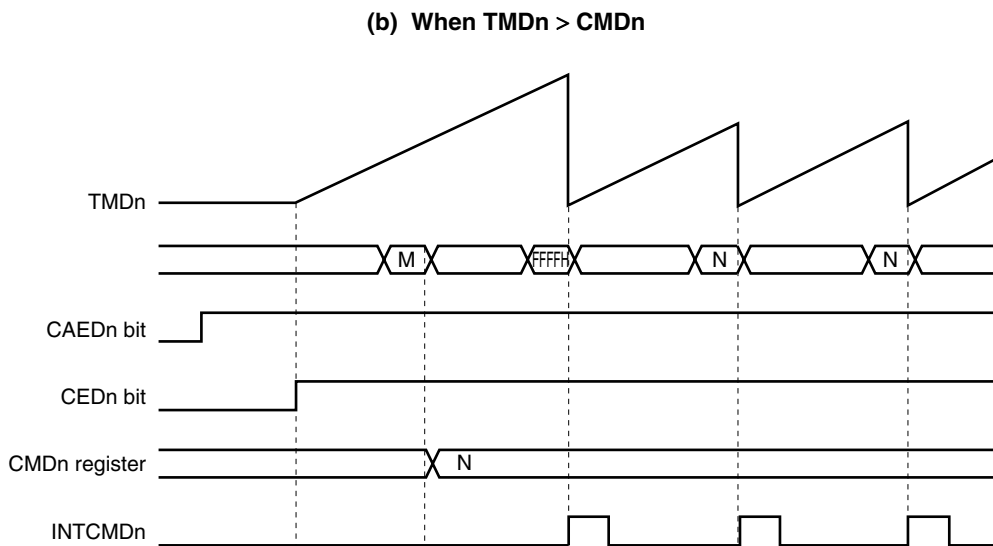 (b) When TMDn > CMDn
TMDn
M FFFFH N N
CAEDn bit
CEDn bit
CMDn register N
INTCMDn